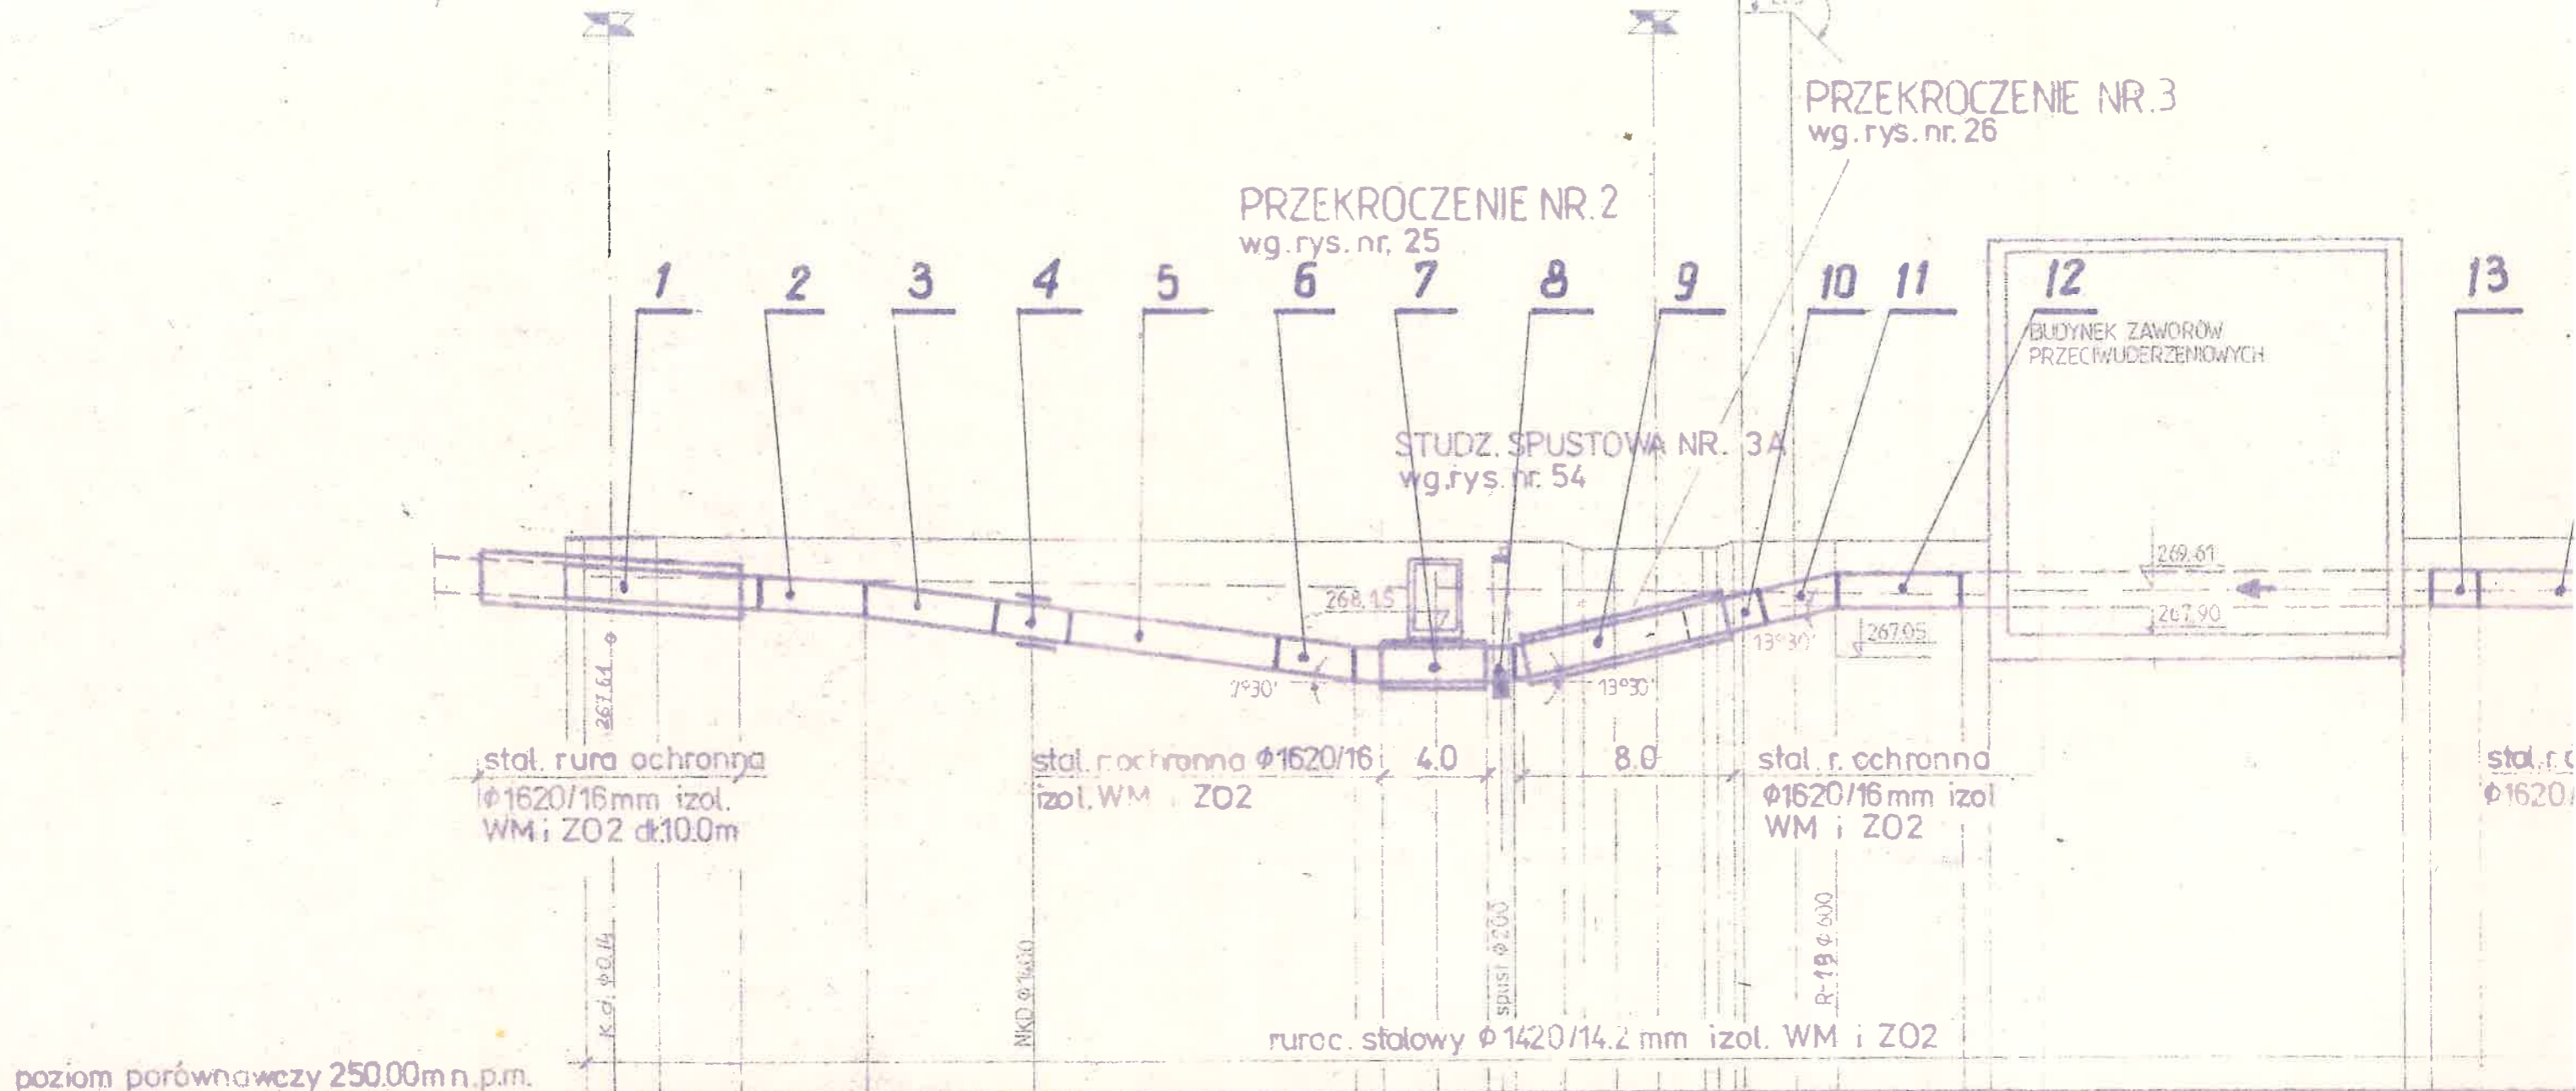 PRZEKROCZENIE NR.3
wg.rys.nr. 26
PRZEKROCZENIE NR.2
wg.rys.nr. 25
1
2
3
4
5
6
7
8
9
10
11
12
13
BUDYNEK ZAWORÓW
PRZECIWUDERZENIOWYCH
STUDZ. SPUSTOWA NR. 3A
wg.rys. nr. 54
268,15
269,61
267,90
267,05
13°30'
7°30'
13°30'
267,61
stal. rura ochronna
ϕ1620/16mm izol.
WM i ZO2 dł.10.0m
stal. r.ochronna ϕ1620/16
izol. WM i ZO2
4.0
8.0
stal. r. ochronna
ϕ1620/16mm izol
WM i ZO2
stal. r.
ϕ1620/
NKD ϕ1400
spust ϕ200
R-19 ϕ600
ruroc. stalowy ϕ1420/14.2 mm izol. WM i ZO2
poziom porównawczy 250.00m n.p.m.